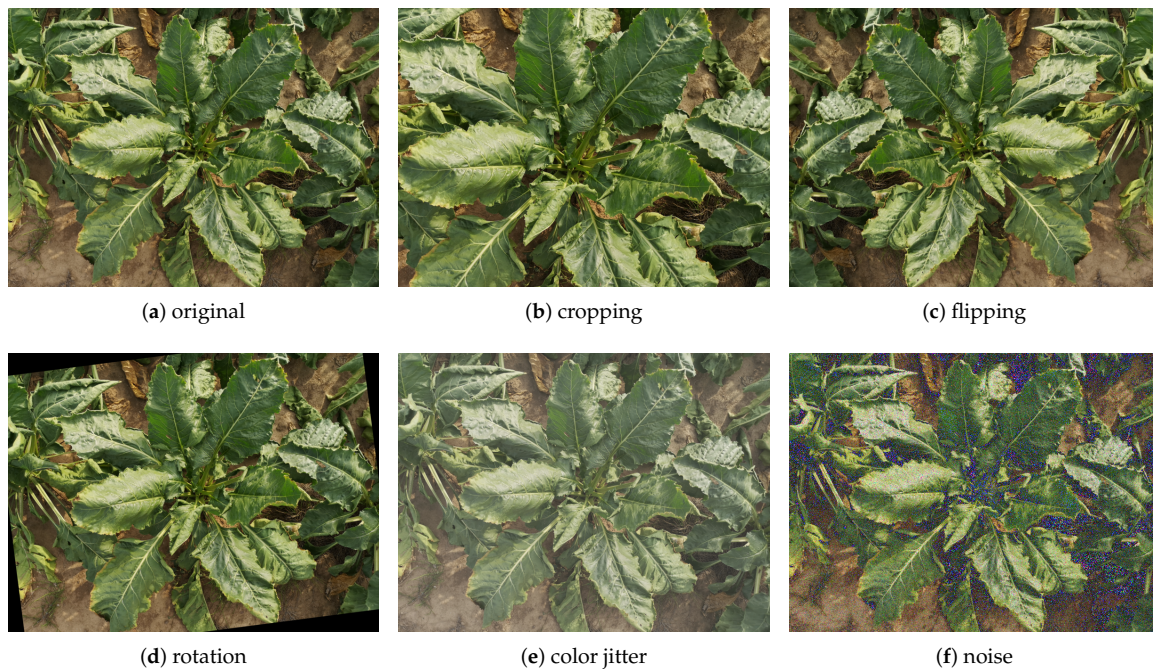 (a) original
(b) cropping
(c) flipping
(d) rotation
(e) color jitter
(f) noise